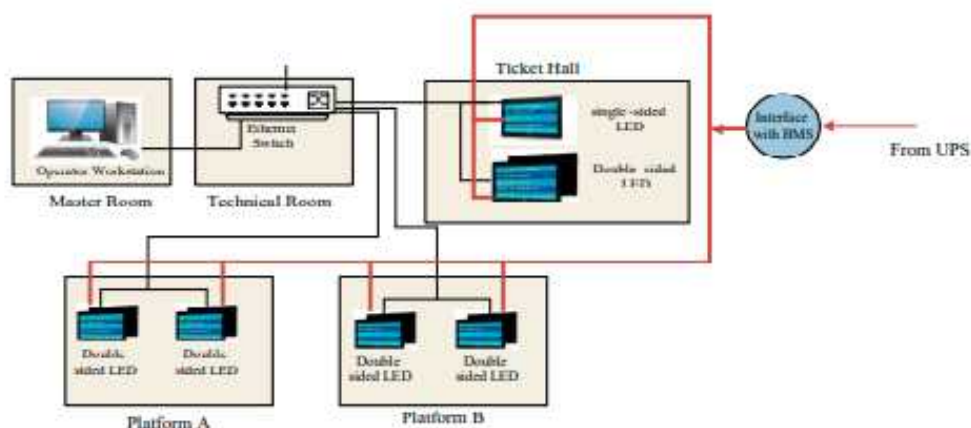 Ticket Hall
single-sided
LED
Double sided
LED
Interface
with BMS
From UPS
Ethernet
Switch
Operator Workstation
Master Room
Technical Room
Double
sided LED
Double
sided LED
Double
sided LED
Double
sided LED
Platform A
Platform B